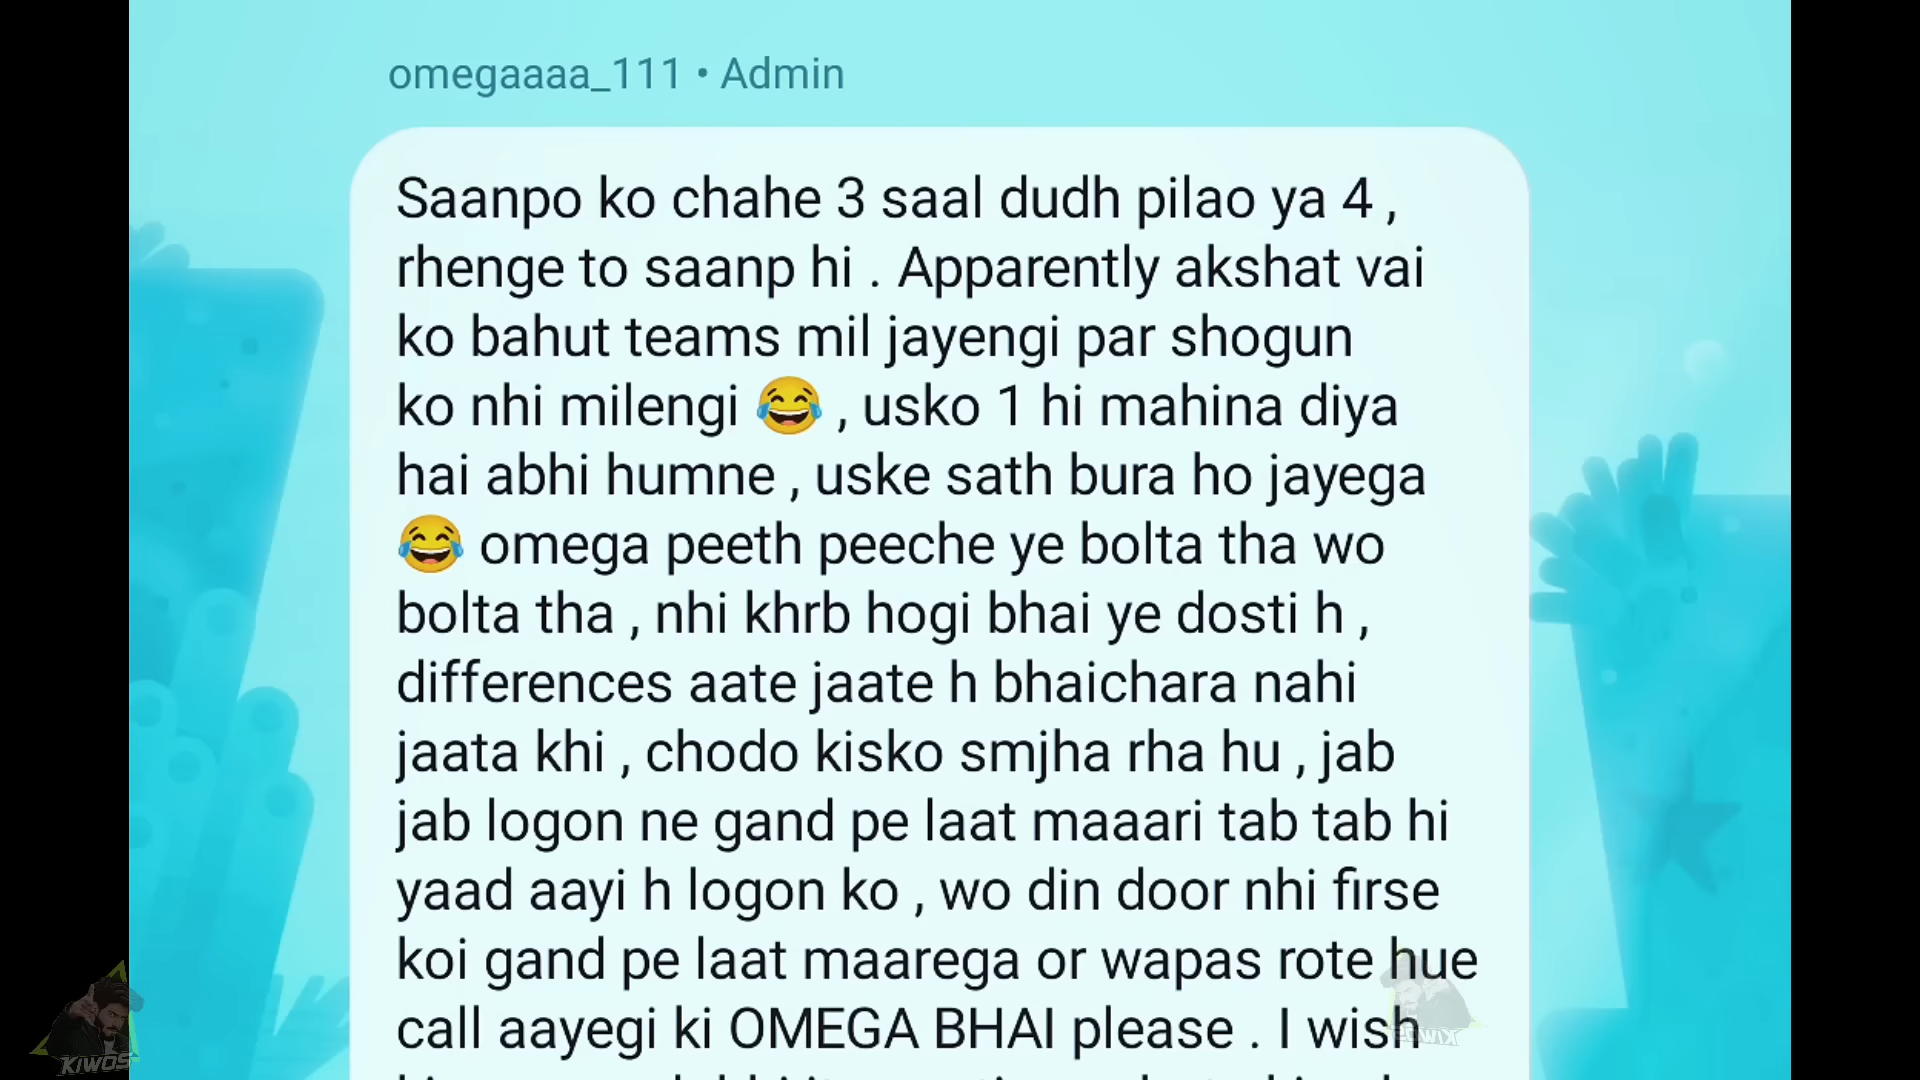 omegaaaa_111 • Admin
Saanpo ko chahe 3 saal dudh pilao ya 4 ,
rhenge to saanp hi . Apparently akshat vai
ko bahut teams mil jayengi par shogun
ko nhi milengi 😂 , usko 1 hi mahina diya
hai abhi humne , uske sath bura ho jayega
😂 omega peeth peeche ye bolta tha wo
bolta tha , nhi khrb hogi bhai ye dosti h ,
differences aate jaate h bhaichara nahi
jaata khi , chodo kisko smjha rha hu , jab
jab logon ne gand pe laat maaari tab tab hi
yaad aayi h logon ko , wo din door nhi firse
koi gand pe laat maarega or wapas rote hue
call aayegi ki OMEGA BHAI please . I wish
KIWOS
KIWOS